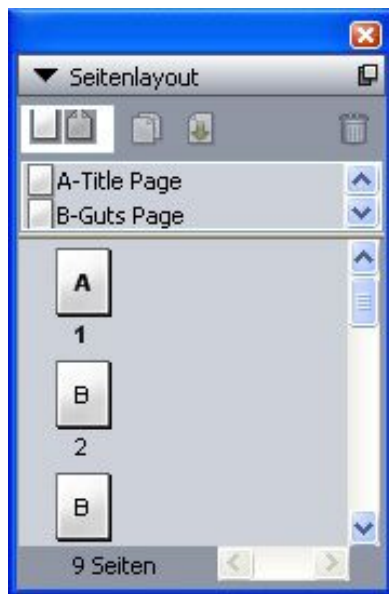 Seitenlayout
A-Title Page
B-Guts Page
A
1
B
2
B
9 Seiten